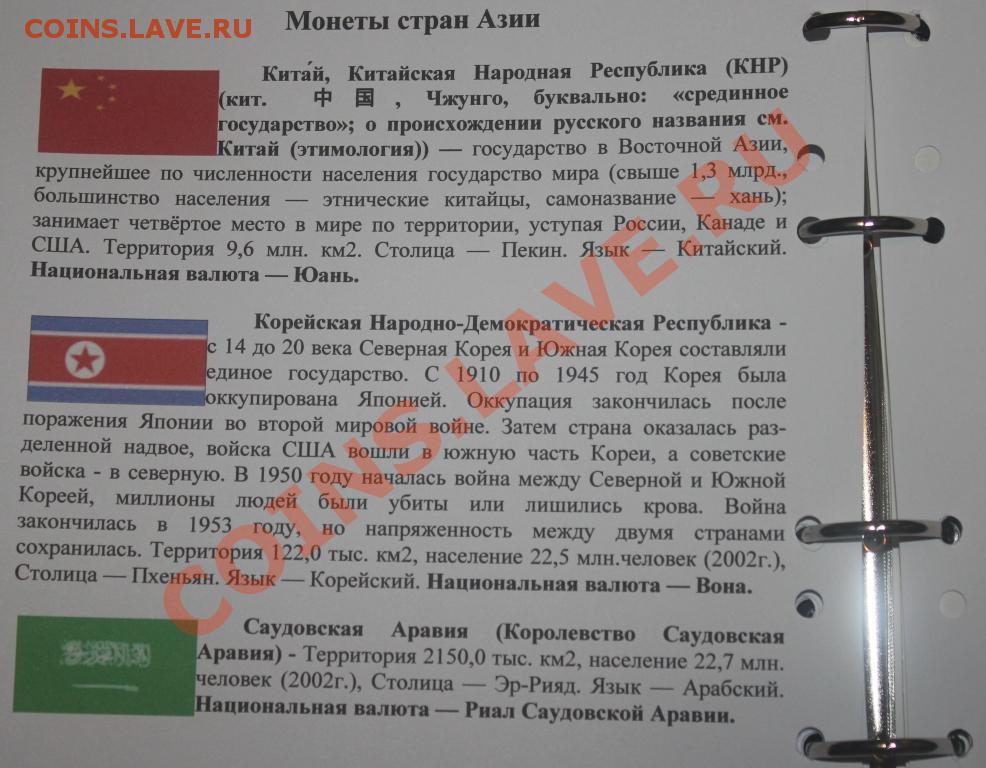 COINS.LAVE.RU
Монеты стран Азии
Кита́й, Китайская Народная Республика (КНР)
(кит. 中国, Чжунго, буквально: «срединное
государство»; о происхождении русского названия см.
Китай (этимология)) — государство в Восточной Азии,
крупнейшее по численности населения государство мира (свыше 1,3 млрд.,
большинство населения — этнические китайцы, самоназвание — хань);
занимает четвёртое место в мире по территории, уступая России, Канаде и
США. Территория 9,6 млн. км2. Столица — Пекин. Язык — Китайский.
Национальная валюта — Юань.
Корейская Народно-Демократическая Республика -
с 14 до 20 века Северная Корея и Южная Корея составляли
единое государство. С 1910 по 1945 год Корея была
оккупирована Японией. Оккупация закончилась после
поражения Японии во второй мировой войне. Затем страна оказалась раз-
деленной надвое, войска США вошли в южную часть Кореи, а советские
войска - в северную. В 1950 году началась война между Северной и Южной
Кореей, миллионы людей были убиты или лишились крова. Война
закончилась в 1953 году, но напряженность между двумя странами
сохранилась. Территория 122,0 тыс. км2, население 22,5 млн.человек (2002г.),
Столица — Пхеньян. Язык — Корейский. Национальная валюта — Вона.
Саудовская Аравия (Королевство Саудовская
Аравия) - Территория 2150,0 тыс. км2, население 22,7 млн.
человек (2002г.), Столица — Эр-Рияд. Язык — Арабский.
Национальная валюта — Риал Саудовской Аравии.
COINS.LAVE.RU